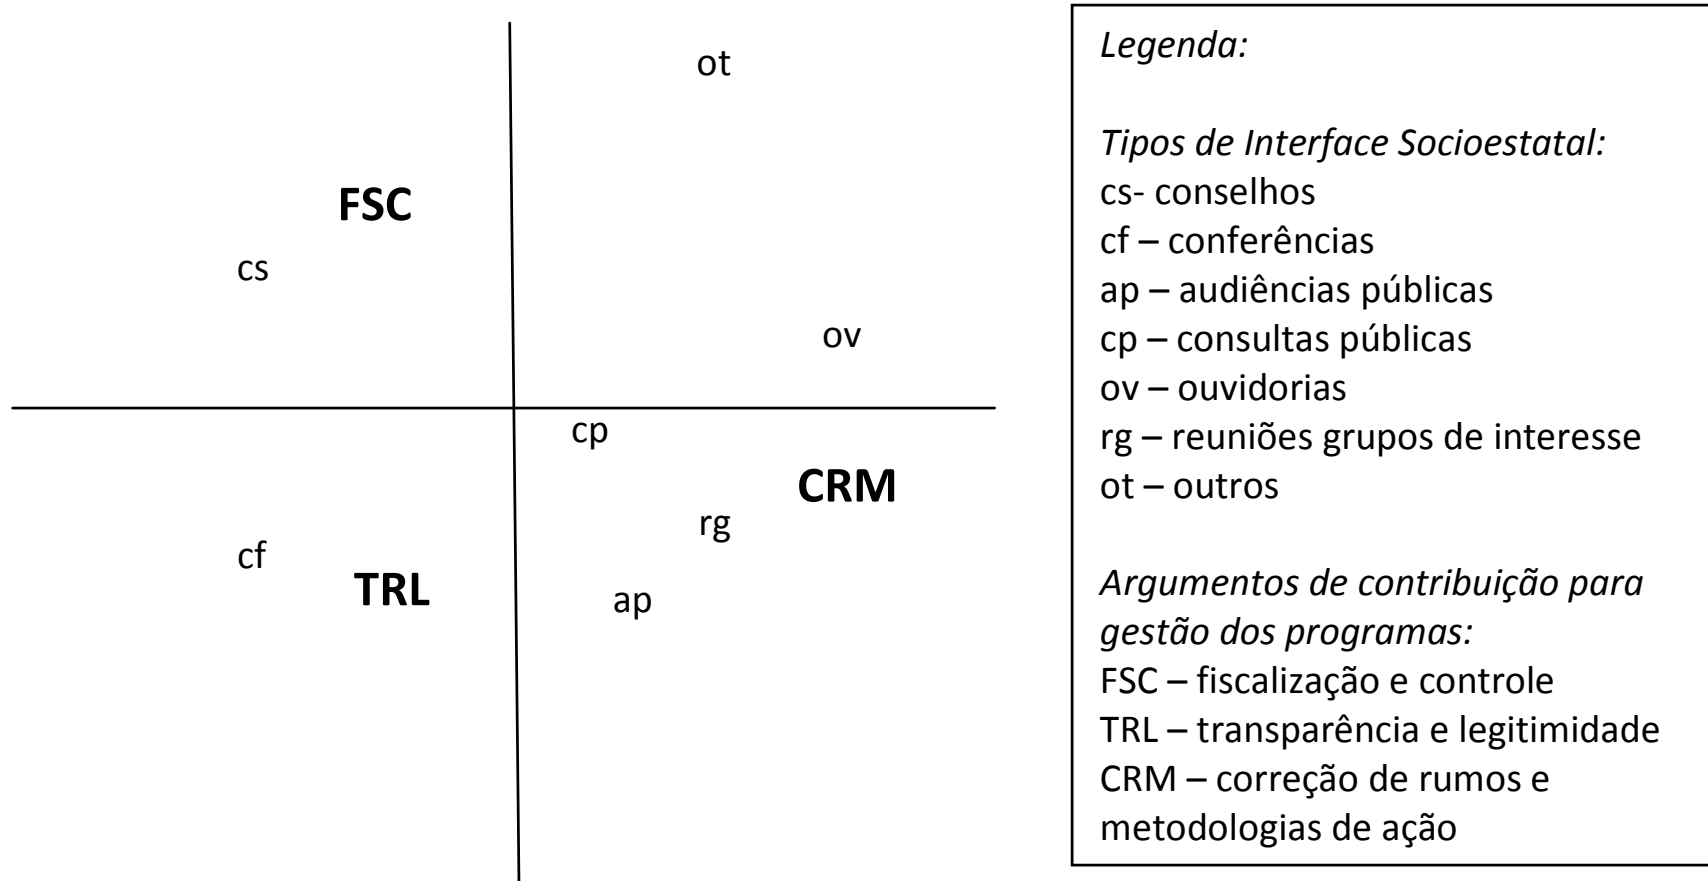 ot
FSC
cs
ov
cp
CRM
rg
cf
TRL
ap
Legenda:
Tipos de Interface Socioestatal:
cs- conselhos
cf – conferências
ap – audiências públicas
cp – consultas públicas
ov – ouvidorias
rg – reuniões grupos de interesse
ot – outros
Argumentos de contribuição para
gestão dos programas:
FSC – fiscalização e controle
TRL – transparência e legitimidade
CRM – correção de rumos e
metodologias de ação